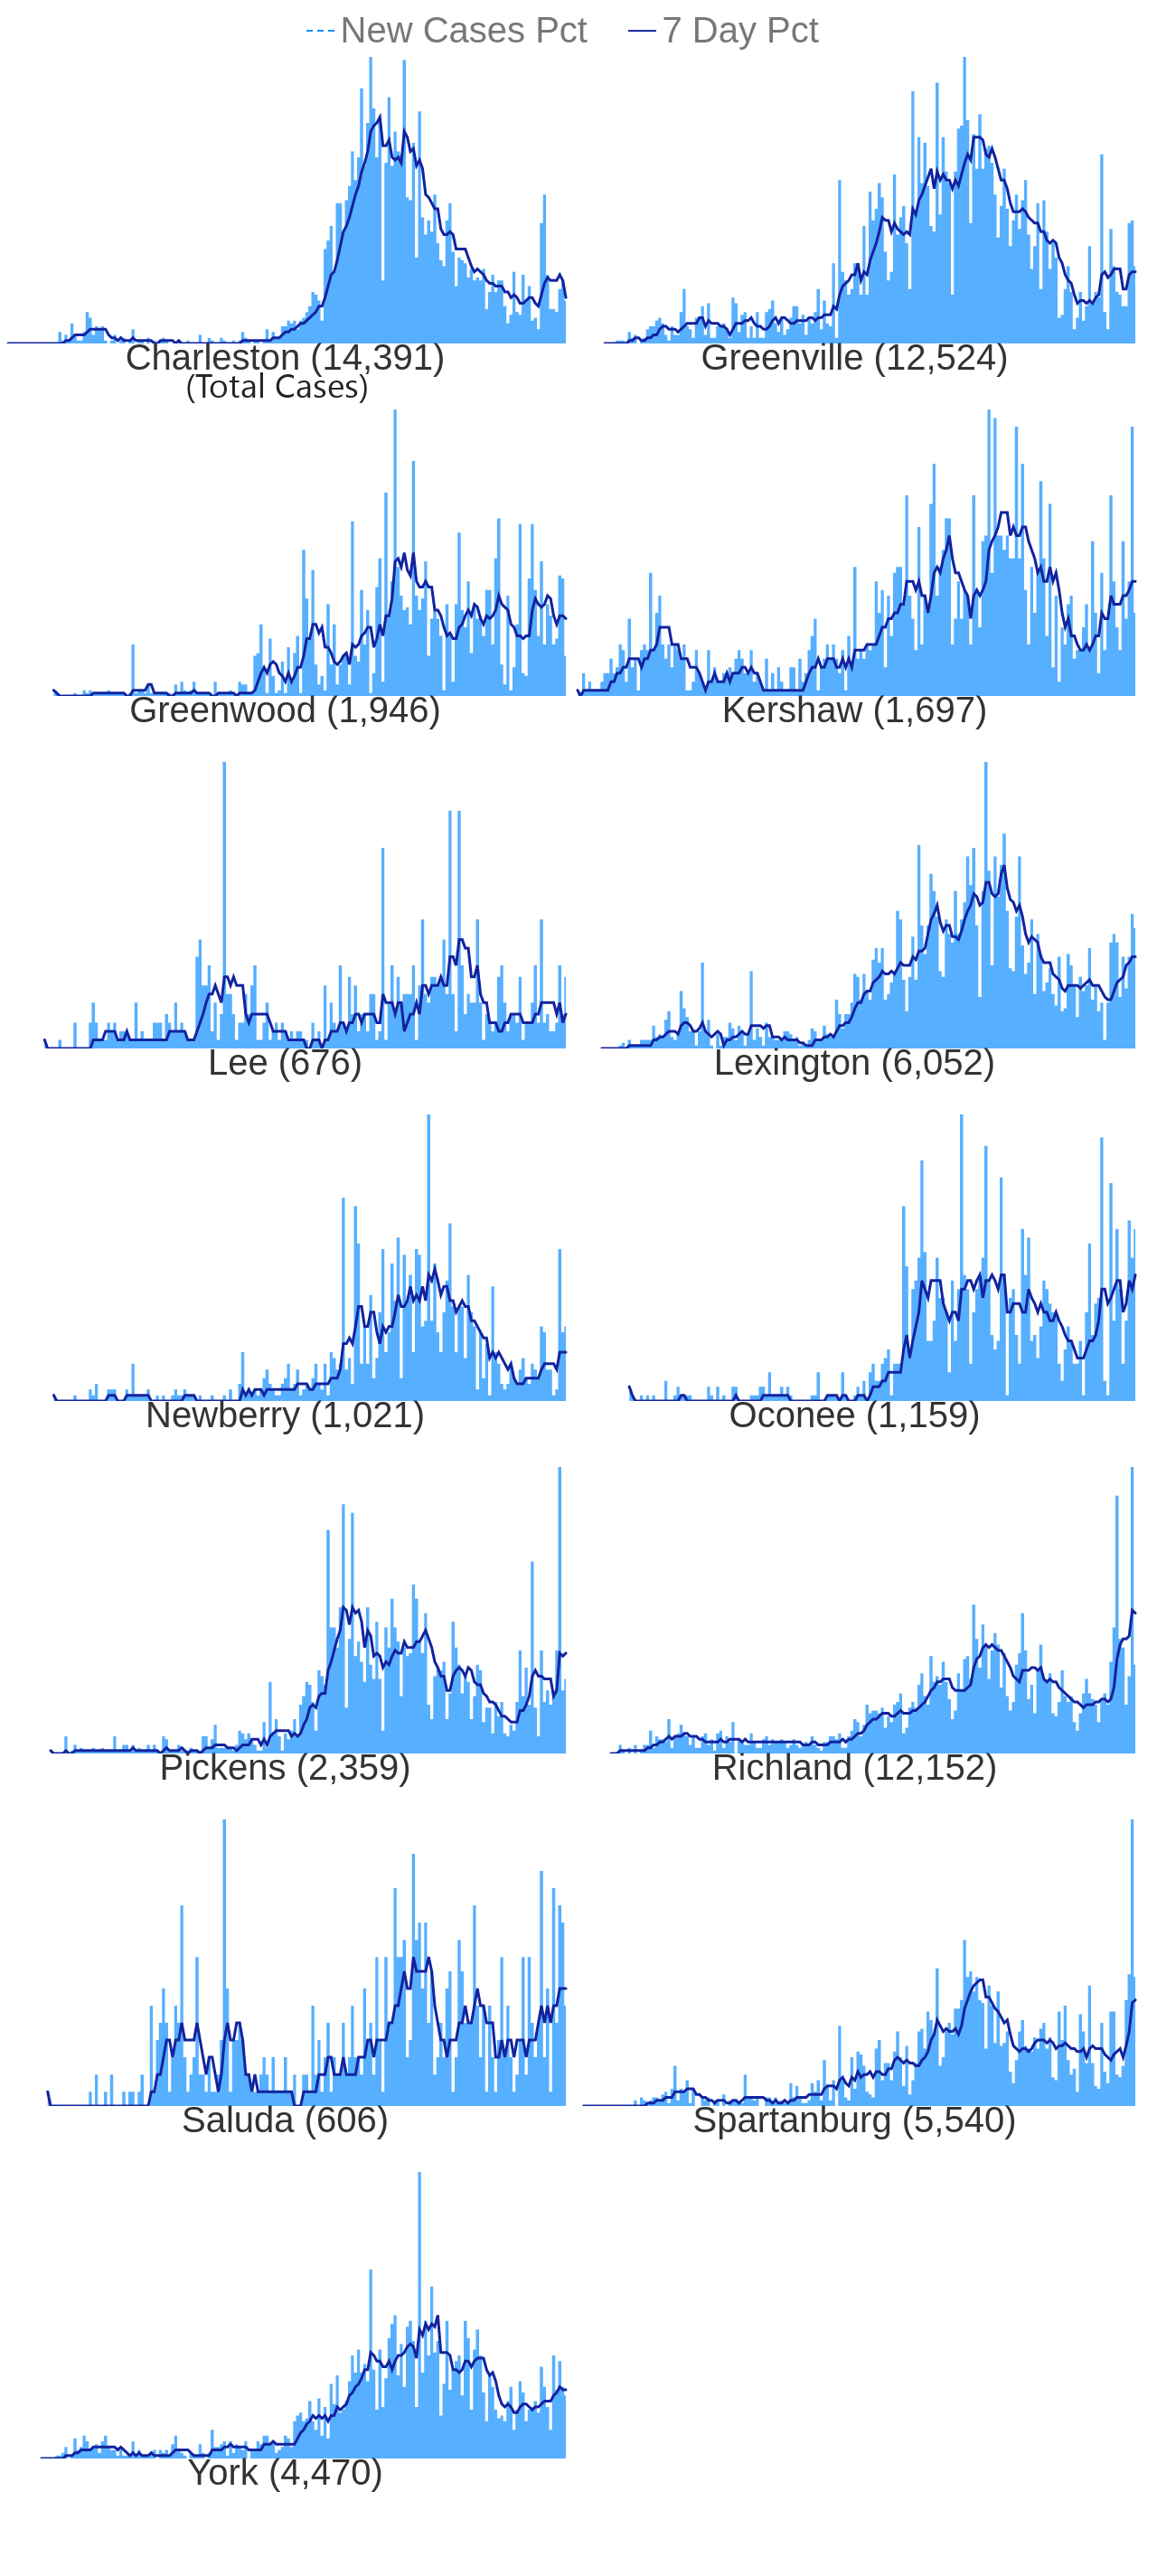 New Cases Pct 7 Day Pct
Charleston (14,391) Greenville (12,524)
(Total Cases)
Greenwood (1,946) Kershaw (1,697)
Lee (676) Lexington (6,052)
Newberry (1,021) Oconee (1,159)
Pickens (2,359) Richland (12,152)
Saluda (606) Spartanburg (5,540)
York (4,470)